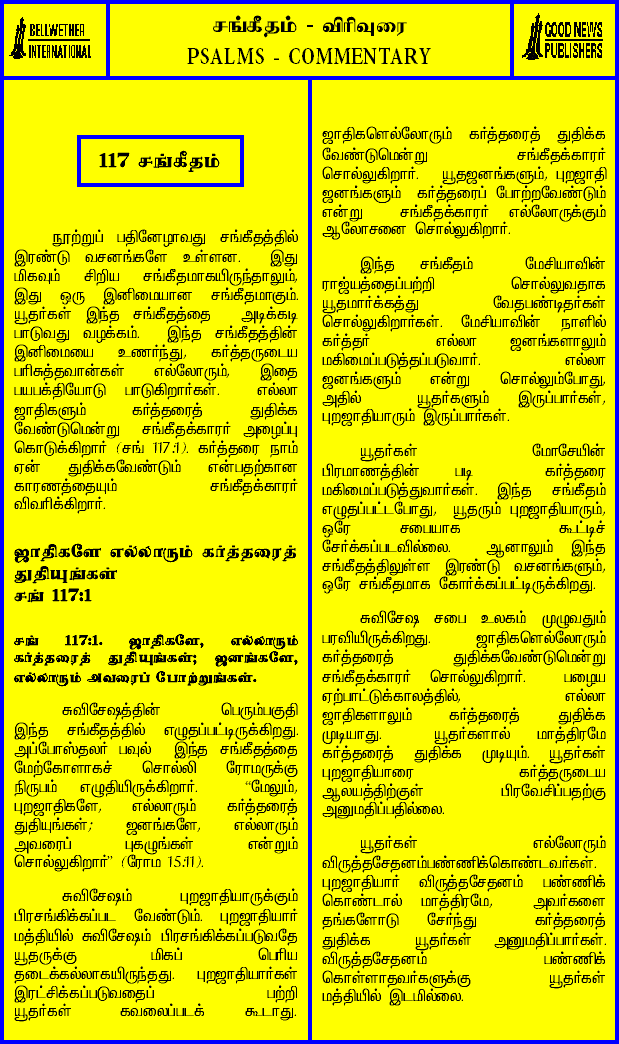 BELLWETHER
INTERNATIONAL
சங்கீதம் - விரிவுரை
PSALMS - COMMENTARY
GOOD NEWS
PUBLISHERS
117 சங்கீதம்
நூற்றுப் பதினேழாவது சங்கீதத்தில்
இரண்டு வசனங்களே உள்ளன. இது
மிகவும் சிறிய சங்கீதமாகயிருந்தாலும்,
இது ஒரு இனிமையான சங்கீதமாகும்.
யூதர்கள் இந்த சங்கீதத்தை அடிக்கடி
பாடுவது வழக்கம். இந்த சங்கீதத்தின்
இனிமையை உணர்ந்து, கர்த்தருடைய
பரிசுத்தவான்கள் எல்லோரும், இதை
பயபக்தியோடு பாடுகிறார்கள். எல்லா
ஜாதிகளும் கர்த்தரைத் துதிக்க
வேண்டுமென்று சங்கீதக்காரர் அழைப்பு
கொடுக்கிறார் (சங் 117:1). கர்த்தரை நாம்
ஏன் துதிக்கவேண்டும் என்பதற்கான
காரணத்தையும் சங்கீதக்காரர்
விவரிக்கிறார்.
ஜாதிகளே எல்லாரும் கர்த்தரைத்
துதியுங்கள்
சங் 117:1
சங் 117:1. ஜாதிகளே, எல்லாரும்
கர்த்தரைத் துதியுங்கள்; ஜனங்களே,
எல்லாரும் அவரைப் போற்றுங்கள்.
சுவிசேஷத்தின் பெரும்பகுதி
இந்த சங்கீதத்தில் எழுதப்பட்டிருக்கிறது.
அப்போஸ்தலர் பவுல் இந்த சங்கீதத்தை
மேற்கோளாகச் சொல்லி ரோமருக்கு
நிருபம் எழுதியிருக்கிறார். “மேலும்,
புறஜாதிகளே, எல்லாரும் கர்த்தரைத்
துதியுங்கள்; ஜனங்களே, எல்லாரும்
அவரைப் புகழுங்கள் என்றும்
சொல்லுகிறார்” (ரோம 15:11).
சுவிசேஷம் புறஜாதியாருக்கும்
பிரசங்கிக்கப்பட வேண்டும். புறஜாதியார்
மத்தியில் சுவிசேஷம் பிரசங்கிக்கப்படுவதே
யூதருக்கு மிகப் பெரிய
தடைக்கல்லாகயிருந்தது. புறஜாதியார்கள்
இரட்சிக்கப்படுவதைப் பற்றி
யூதர்கள் கவலைப்படக் கூடாது.
ஜாதிகளெல்லோரும் கர்த்தரைத் துதிக்க
வேண்டுமென்று சங்கீதக்காரர்
சொல்லுகிறார். யூதஜனங்களும், புறஜாதி
ஜனங்களும் கர்த்தரைப் போற்றவேண்டும்
என்று சங்கீதக்காரர் எல்லோருக்கும்
ஆலோசனை சொல்லுகிறார்.
இந்த சங்கீதம் மேசியாவின்
ராஜ்யத்தைப்பற்றி சொல்லுவதாக
யூதமார்க்கத்து வேதபண்டிதர்கள்
சொல்லுகிறார்கள். மேசியாவின் நாளில்
கர்த்தர் எல்லா ஜனங்களாலும்
மகிமைப்படுத்தப்படுவார். எல்லா
ஜனங்களும் என்று சொல்லும்போது,
அதில் யூதர்களும் இருப்பார்கள்,
புறஜாதியாரும் இருப்பார்கள்.
யூதர்கள் மோசேயின்
பிரமாணத்தின் படி கர்த்தரை
மகிமைப்படுத்துவார்கள். இந்த சங்கீதம்
எழுதப்பட்டபோது, யூதரும் புறஜாதியாரும்,
ஒரே சபையாக கூட்டிச்
சேர்க்கப்படவில்லை. ஆனாலும் இந்த
சங்கீதத்திலுள்ள இரண்டு வசனங்களும்,
ஒரே சங்கீதமாக கோர்க்கப்பட்டிருக்கிறது.
சுவிசேஷ சபை உலகம் முழுவதும்
பரவியிருக்கிறது. ஜாதிகளெல்லோரும்
கர்த்தரைத் துதிக்கவேண்டுமென்று
சங்கீதக்காரர் சொல்லுகிறார். பழைய
ஏற்பாட்டுக்காலத்தில், எல்லா
ஜாதிகளாலும் கர்த்தரைத் துதிக்க
முடியாது. யூதர்களால் மாத்திரமே
கர்த்தரைத் துதிக்க முடியும். யூதர்கள்
புறஜாதியாரை கர்த்தருடைய
ஆலயத்திற்குள் பிரவேசிப்பதற்கு
அனுமதிப்பதில்லை.
யூதர்கள் எல்லோரும்
விருத்தசேதனம்பண்ணிக்கொண்டவர்கள்.
புறஜாதியார் விருத்தசேதனம் பண்ணிக்
கொண்டால் மாத்திரமே, அவர்களை
தங்களோடு சேர்ந்து கர்த்தரைத்
துதிக்க யூதர்கள் அனுமதிப்பார்கள்.
விருத்தசேதனம் பண்ணிக்
கொள்ளாதவர்களுக்கு யூதர்கள்
மத்தியில் இடமில்லை.